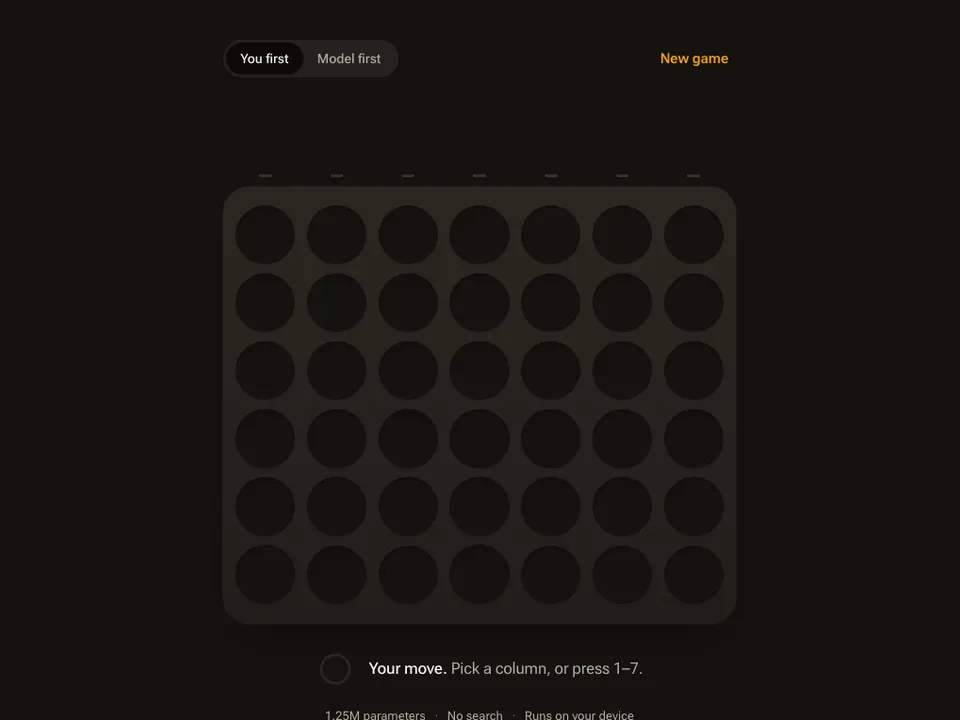 You first Model first New game
Your move. Pick a column, or press 1–7.
1.25M parameters · No search · Runs on your device